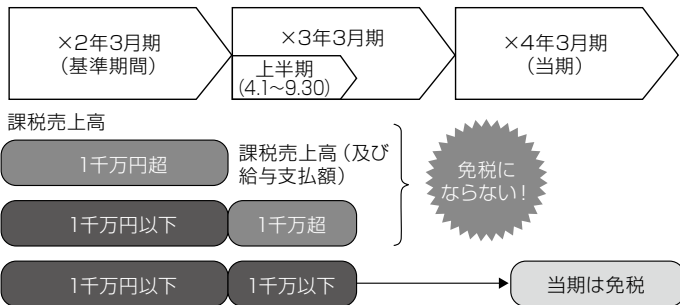 ×2年3月期
(基準期間)
×3年3月期
上半期
(4.1〜9.30)
×4年3月期
(当期)
課税売上高
1千万円超
課税売上高(及び
給与支払額)
1千万円以下
1千万超
免税に
ならない!
1千万円以下
1千万以下
当期は免税